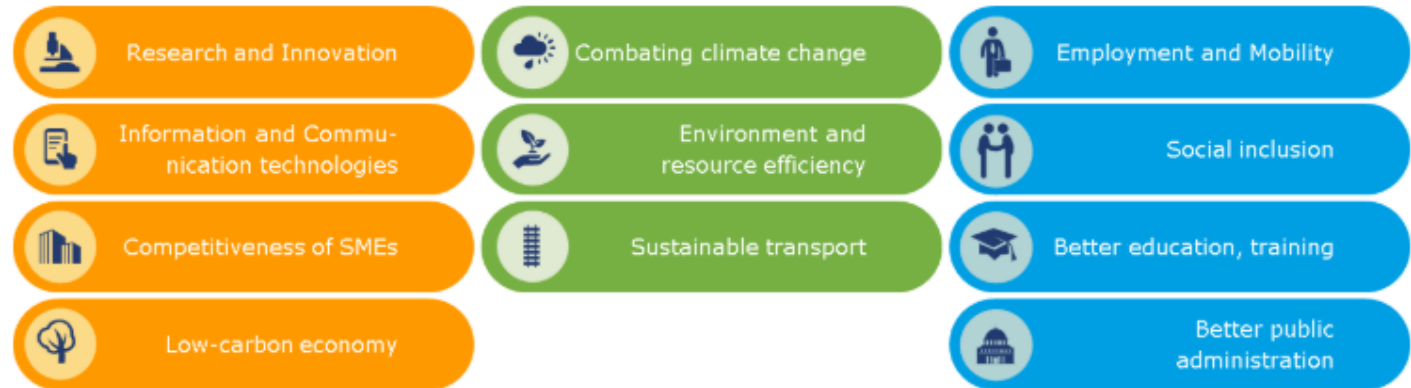 Research and Innovation
Information and Commu-
nication technologies
Competitiveness of SMEs
Low-carbon economy
Combating climate change
Environment and
resource efficiency
Sustainable transport
Employment and Mobility
Social inclusion
Better education, training
Better public
administration